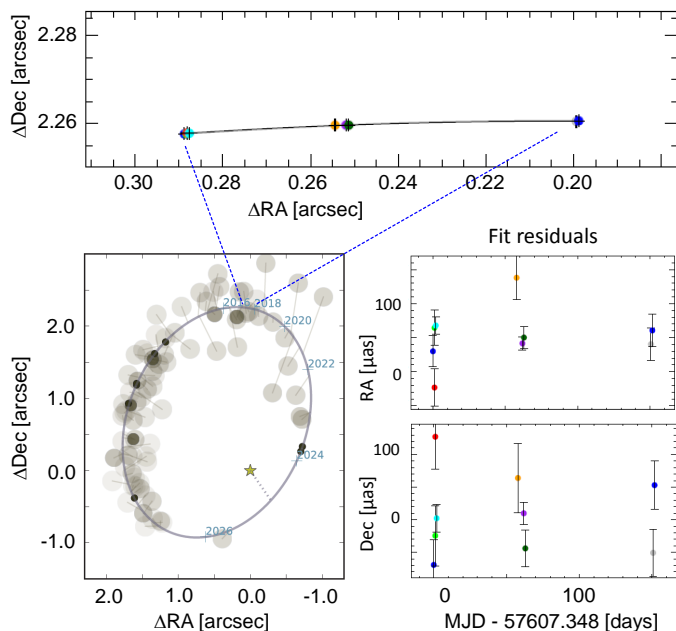 2.28
2.26
ΔDec [arcsec]
0.30 0.28 0.26 0.24 0.22 0.20
ΔRA [arcsec]
Fit residuals
2016 2018
2020
2022
2024
2026
2.0
1.0
0.0
-1.0
ΔDec [arcsec]
2.0 1.0 0.0 -1.0
ΔRA [arcsec]
100
0
RA [µas]
100
0
Dec [µas]
0 100
MJD - 57607.348 [days]